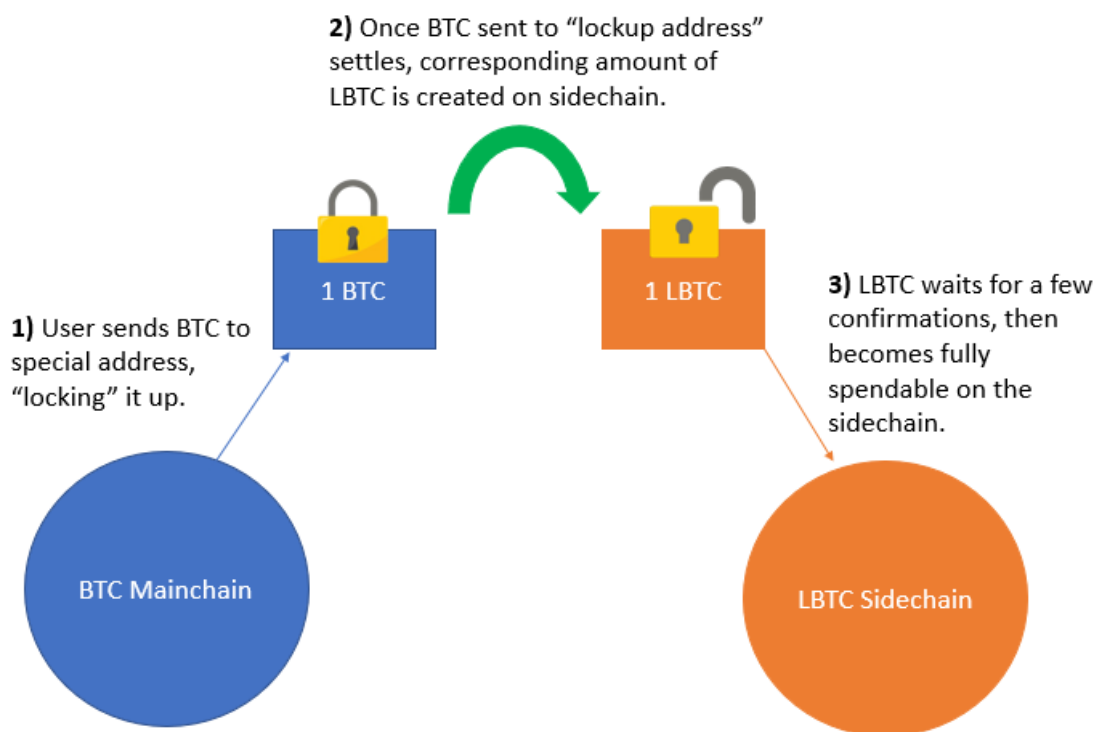 2) Once BTC sent to “lockup address”
settles, corresponding amount of
LBTC is created on sidechain.
1 BTC
1 LBTC
1) User sends BTC to
special address,
“locking” it up.
3) LBTC waits for a few
confirmations, then
becomes fully
spendable on the
sidechain.
BTC Mainchain
LBTC Sidechain